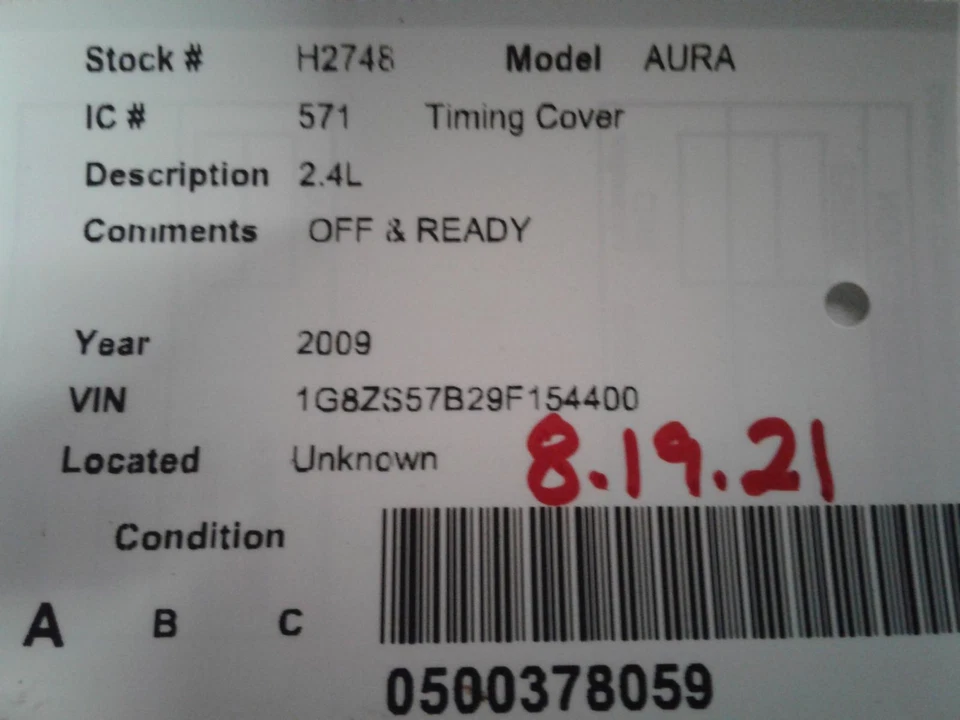 Stock # H2748 Model AURA
IC # 571 Timing Cover
Description 2.4L
Comments OFF & READY
Year 2009
VIN 1G8ZS57B29F154400
Located Unknown 8.19.21
Condition
A B C
0500378059